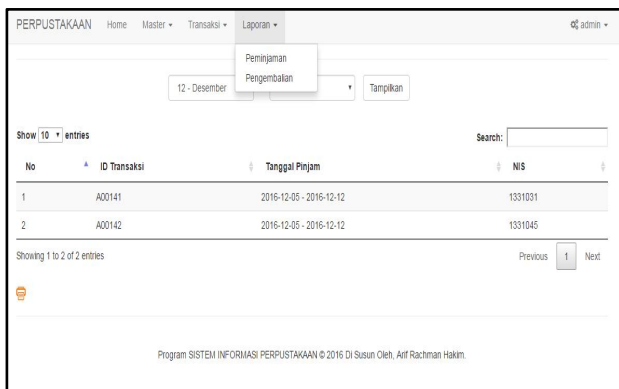 PERPUSTAKAAN Home Master Transaksi Laporan admin
Peminjaman
Pengembalian
12 - Desember Tampilkan
Show 10 entries Search:
No ID Transaksi Tanggal Pinjam NIS
1 A00141 2016-12-05 - 2016-12-12 1331031
2 A00142 2016-12-05 - 2016-12-12 1331045
Showing 1 to 2 of 2 entries Previous 1 Next
Program SISTEM INFORMASI PERPUSTAKAAN © 2016 Di Susun Oleh, Arif Rachman Hakim.